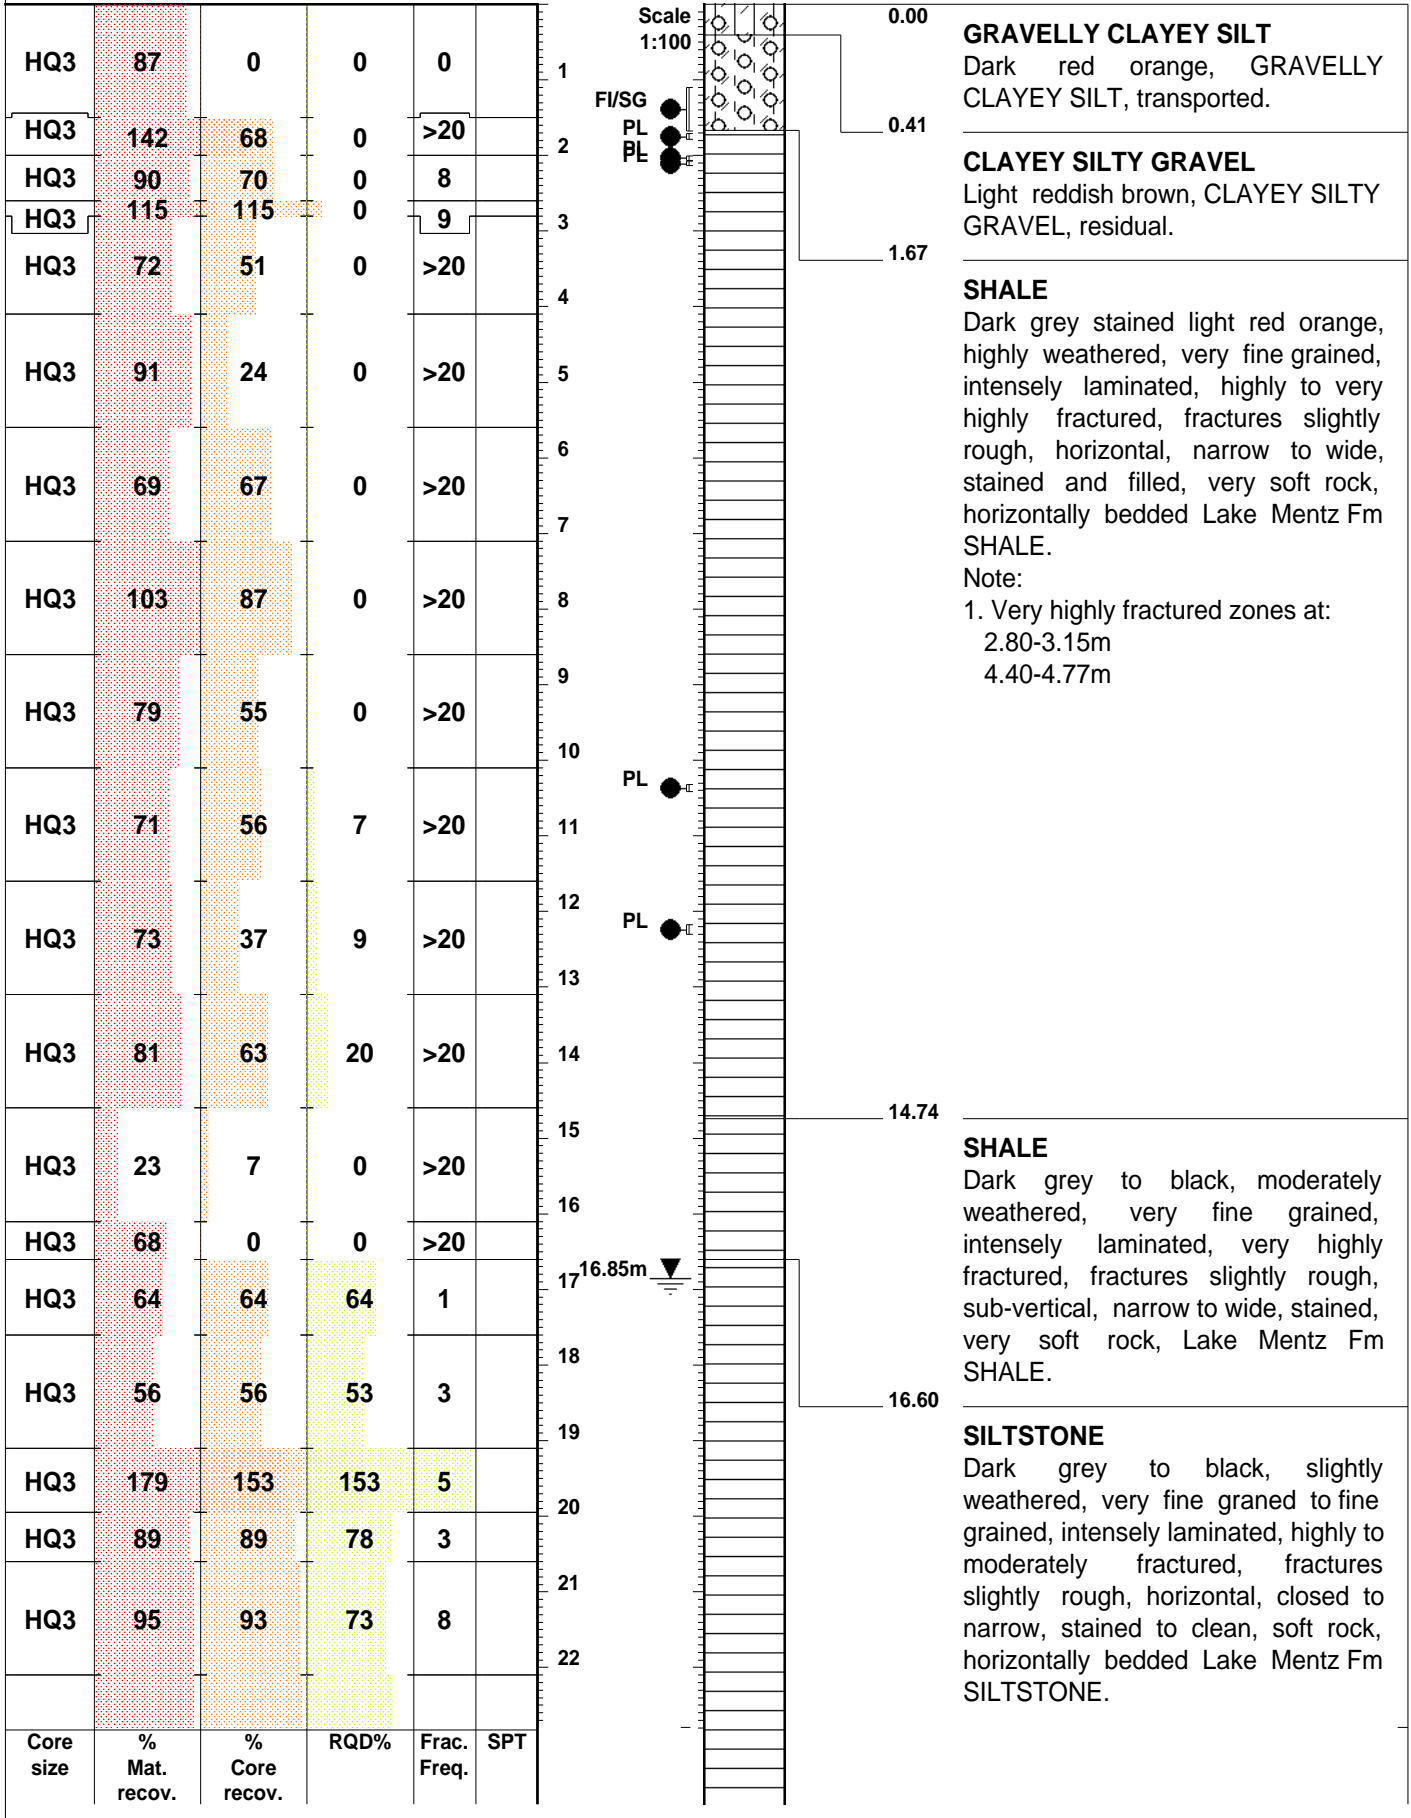 Scale
1:100
0.00
GRAVELLY CLAYEY SILT
Dark red orange, GRAVELLY
CLAYEY SILT, transported.
0.41
CLAYEY SILTY GRAVEL
Light reddish brown, CLAYEY SILTY
GRAVEL, residual.
1.67
SHALE
Dark grey stained light red orange,
highly weathered, very fine grained,
intensely laminated, highly to very
highly fractured, fractures slightly
rough, horizontal, narrow to wide,
stained and filled, very soft rock,
horizontally bedded Lake Mentz Fm
SHALE.
Note:
1. Very highly fractured zones at:
2.80-3.15m
4.40-4.77m
14.74
SHALE
Dark grey to black, moderately
weathered, very fine grained,
intensely laminated, very highly
fractured, fractures slightly rough,
sub-vertical, narrow to wide, stained,
very soft rock, Lake Mentz Fm
SHALE.
16.60
SILTSTONE
Dark grey to black, slightly
weathered, very fine graned to fine
grained, intensely laminated, highly to
moderately fractured, fractures
slightly rough, horizontal, closed to
narrow, stained to clean, soft rock,
horizontally bedded Lake Mentz Fm
SILTSTONE.
HQ3 87 0 0 0
HQ3 142 68 0 >20
HQ3 90 70 0 8
HQ3 115 115 0 9
HQ3 72 51 0 >20
HQ3 91 24 0 >20
HQ3 69 67 0 >20
HQ3 103 87 0 >20
HQ3 79 55 0 >20
HQ3 71 56 7 >20
HQ3 73 37 9 >20
HQ3 81 63 20 >20
HQ3 23 7 0 >20
HQ3 68 0 0 >20
HQ3 64 64 64 1
HQ3 56 56 53 3
HQ3 179 153 153 5
HQ3 89 89 78 3
HQ3 95 93 73 8
Core size
% Mat. recov.
% Core recov.
RQD%
Frac. Freq.
SPT
1
2
3
4
5
6
7
8
9
10
11
12
13
14
15
16
17
18
19
20
21
22
FI/SG
PL
PL
PL
PL
PL
16.85m